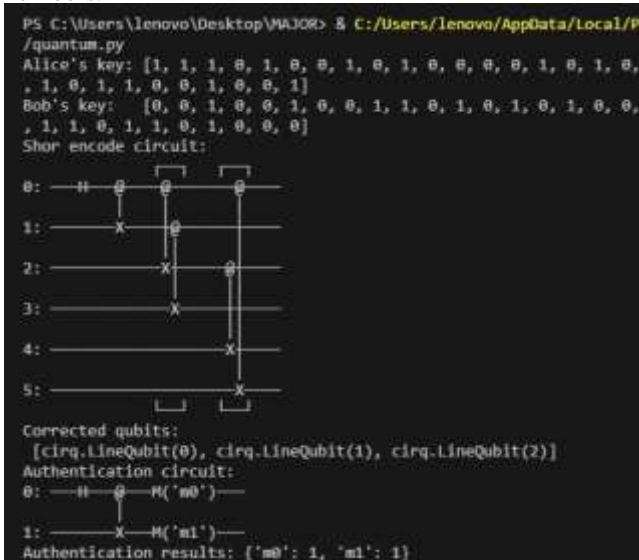 PS C:\Users\lenovo\Desktop\MAJOR> & C:/Users/lenovo/AppData/Local/P
/quantum.py
Alice's key: [1, 1, 1, 0, 1, 0, 0, 0, 1, 0, 1, 0, 0, 0, 0, 1, 0, 1, 0,
, 1, 0, 1, 1, 0, 0, 1, 0, 0, 1]
Bob's key: [0, 0, 1, 0, 0, 1, 0, 0, 1, 1, 0, 1, 0, 1, 0, 1, 0, 0,
, 1, 1, 0, 1, 1, 0, 1, 0, 0, 0]
Shor encode circuit:
0: H @ @ @
1: X @
2: X @
3: X
4: X
5: X
Corrected qubits:
[cirq.LineQubit(0), cirq.LineQubit(1), cirq.LineQubit(2)]
Authentication circuit:
0: H @ M('m0')
1: X M('m1')
Authentication results: {'m0': 1, 'm1': 1}